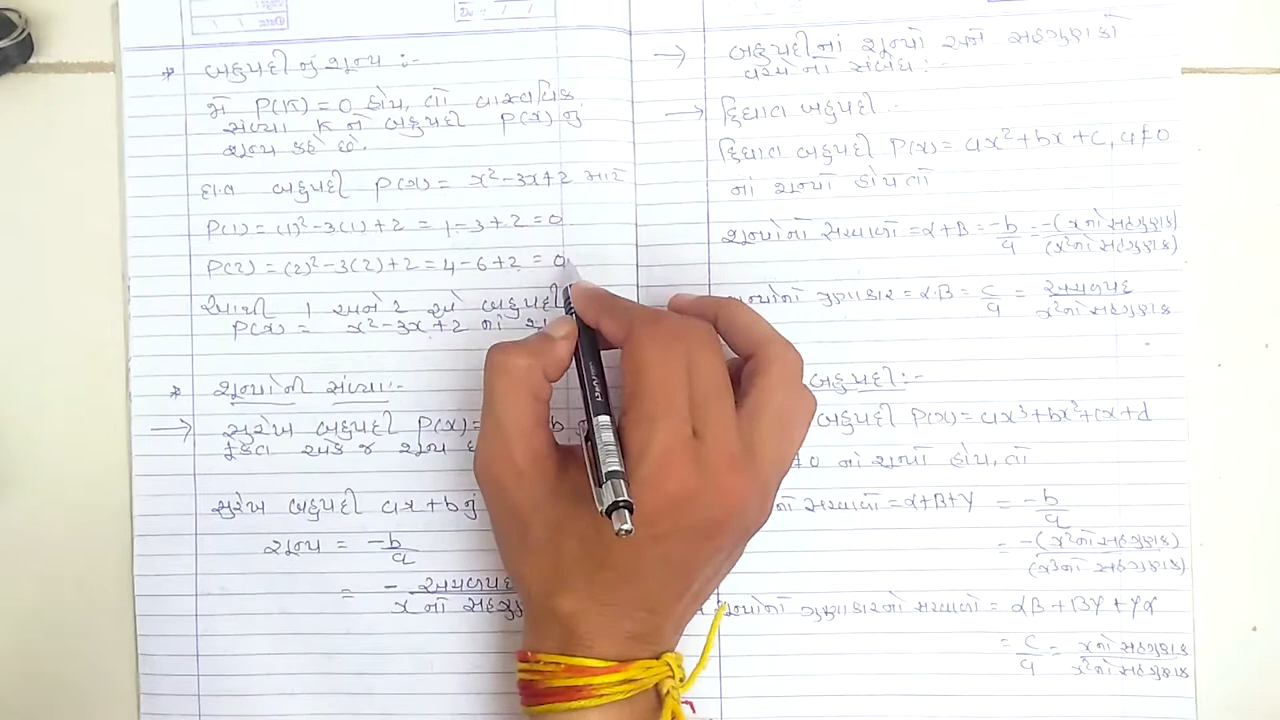 * બહુપદીનું શૂન્ય :-
જો P(K) = 0 હોય, તો વાસ્તવિક
સંખ્યા K ને બહુપદી P(x) નું
શૂન્ય કહે છે.
દા.ત બહુપદી P(x) = x²-3x+2 માટે
P(1) = (1)²-3(1)+2 = 1-3+2 = 0
P(2) = (2)²-3(2)+2 = 4-6+2 = 0
આથી 1 અને 2 એ બહુપદી
P(x) = x²-3x+2 નાં
* શૂન્યોની સંખ્યા:-
→ સુરેખ બહુપદી P(x) =
ફક્ત એક જ શૂન્ય
સુરેખ બહુપદી ax+b નું
શૂન્ય = -b/a
= - અચળપદ / x નો
→ બહુપદીનાં શૂન્યો અને સહગુણકો
વચ્ચેનો સંબંધ :-
→ દ્વિઘાત બહુપદી :-
દ્વિઘાત બહુપદી P(x) = ax²+bx+c, a≠0
નાં શૂન્યો હોય તો
શૂન્યોનો સરવાળો = α+β = -b/a = -(x નો સહગુણક) / (x² નો સહગુણક)
ગુણાકાર = α·β = c/a = અચળપદ / x² નો સહગુણક
બહુપદી :-
બહુપદી P(x) = ax³+bx²+cx+d
≠0 નાં શૂન્યો હોય, તો
સરવાળો = α+β+γ = -b/a
= -(x² નો સહગુણક) / (x³ નો સહગુણક)
શૂન્યોનાં ગુણાકારનો સરવાળો = αβ+βγ+γα
= c/a = x નો સહગુણક / x² નો સહગુણક